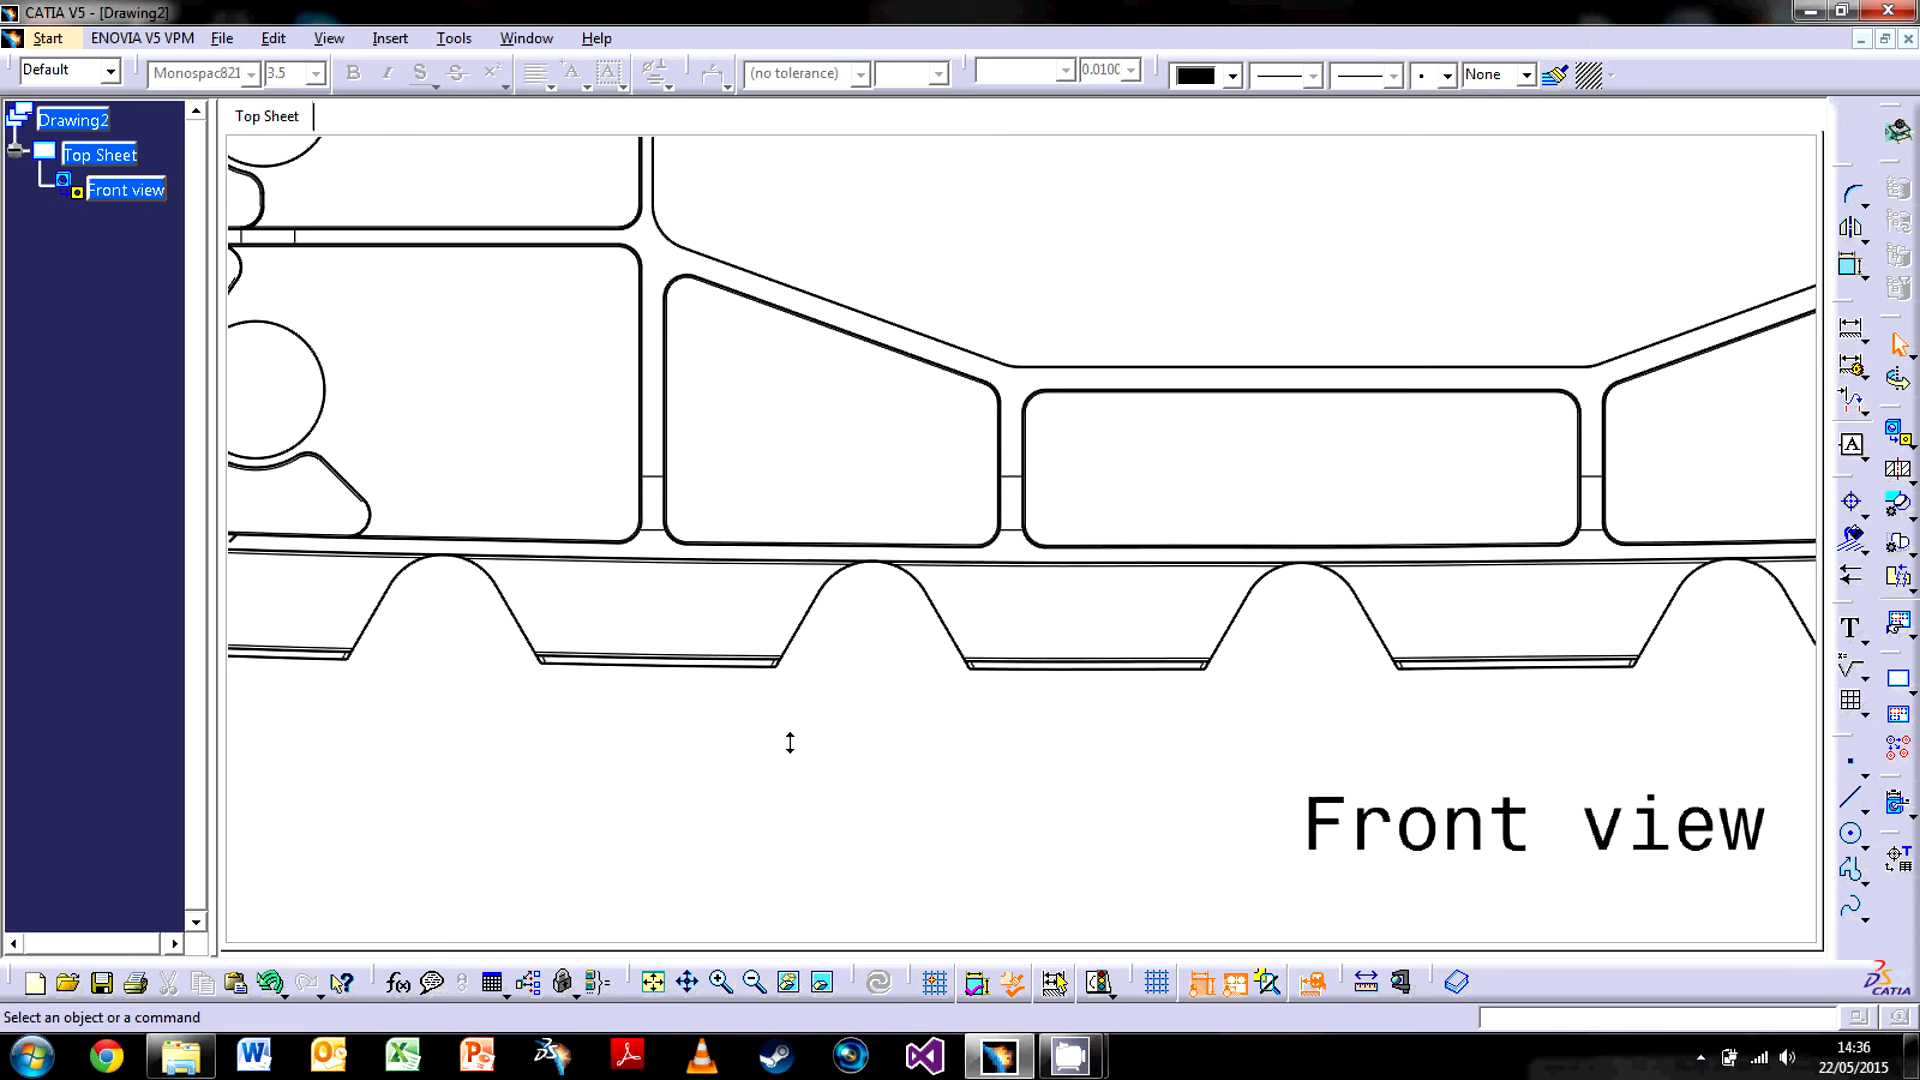 CATIA V5 - [Drawing2]
Start ENOVIA V5 VPM File Edit View Insert Tools Window Help
Default Monospac821 3.5 B I S S (no tolerance) 0.010 None
Drawing2
Top Sheet
Front view
Top Sheet
Front view
Select an object or a command
CATIA
14:36
22/05/2015